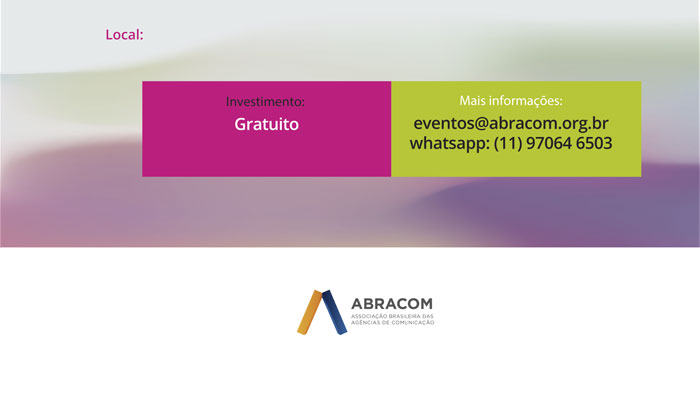 Local:
Investimento:
Gratuito
Mais informações:
eventos@abracom.org.br
whatsapp: (11) 97064 6503
ABRACOM
ASSOCIAÇÃO BRASILEIRA DAS
AGÊNCIAS DE COMUNICAÇÃO